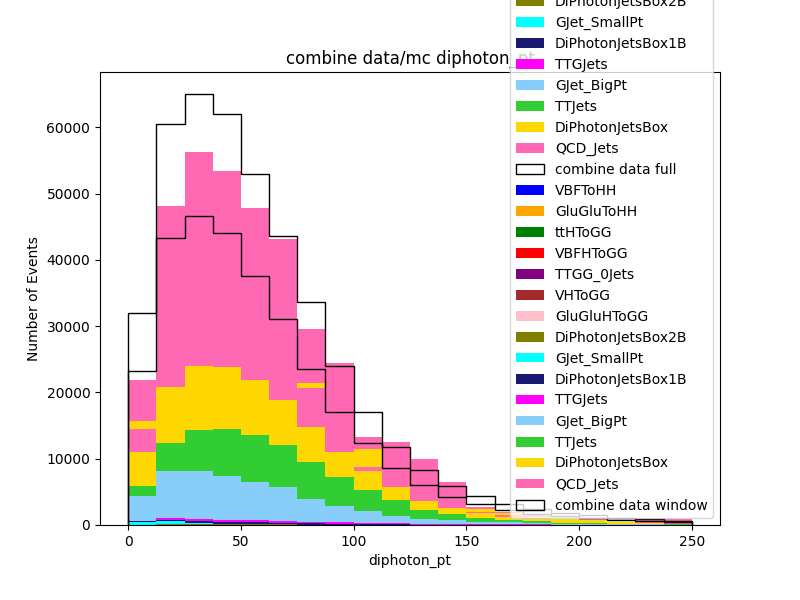 DiPhotonJetsBox2B
GJet_SmallPt
DiPhotonJetsBox1B
combine data/mc diphoton_pt
TTGJets
GJet_BigPt
TTJets
DiPhotonJetsBox
QCD_Jets
combine data full
VBFToHH
GluGluToHH
ttHToGG
VBFHToGG
TTGG_0Jets
VHToGG
GluGluHToGG
DiPhotonJetsBox2B
GJet_SmallPt
DiPhotonJetsBox1B
TTGJets
GJet_BigPt
TTJets
DiPhotonJetsBox
QCD_Jets
combine data window
Number of Events
60000
50000
40000
30000
20000
10000
0
0 50 100 150 200 250
diphoton_pt